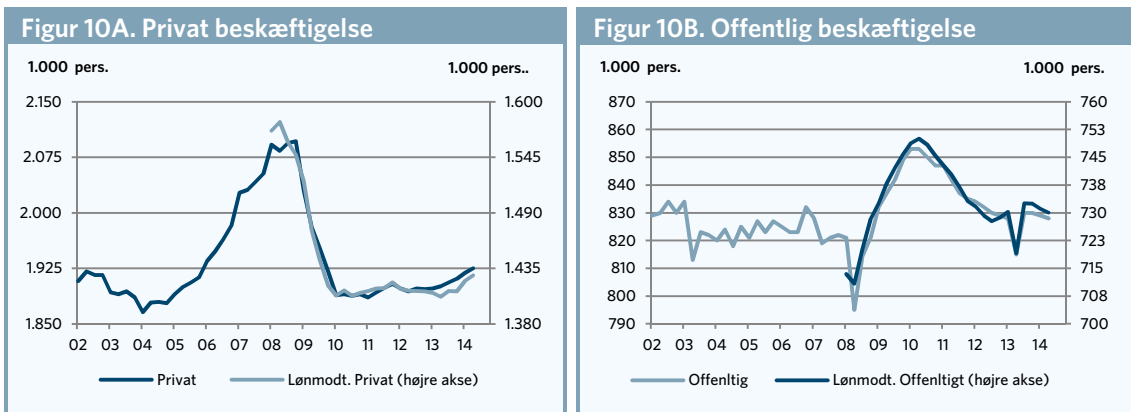 Figur 10A. Privat beskæftigelse
1.000 pers. 1.000 pers..
2.150 1.600
2.075 1.545
2.000 1.490
1.925 1.435
1.850 1.380
02 03 04 05 06 07 08 09 10 11 12 13 14
Privat Lønmodt. Privat (højre akse)
Figur 10B. Offentlig beskæftigelse
1.000 pers. 1.000 pers.
870 760
860 753
850 745
840 738
830 730
820 723
810 715
800 708
790 700
02 03 04 05 06 07 08 09 10 11 12 13 14
Offenltig Lønmodt. Offentligt (højre akse)